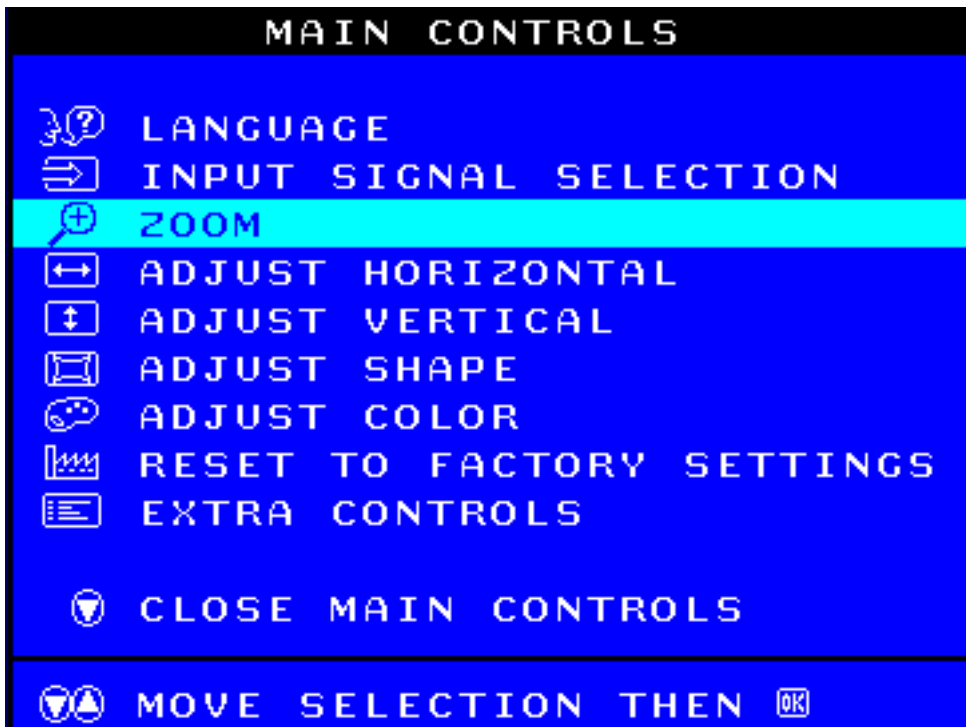 MAIN CONTROLS
LANGUAGE
INPUT SIGNAL SELECTION
ZOOM
ADJUST HORIZONTAL
ADJUST VERTICAL
ADJUST SHAPE
ADJUST COLOR
RESET TO FACTORY SETTINGS
EXTRA CONTROLS
CLOSE MAIN CONTROLS
MOVE SELECTION THEN OK